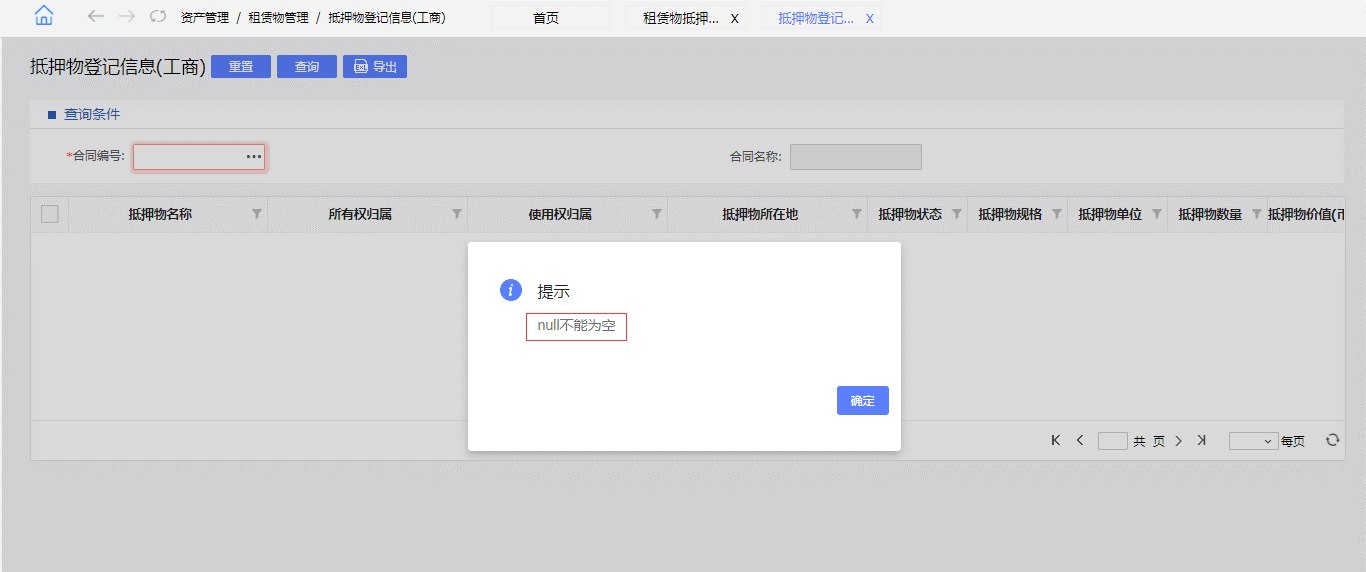 资产管理 / 租赁物管理 / 抵押物登记信息(工商) 首页 租赁物抵押... X 抵押物登记... X
抵押物登记信息(工商) 重置 查询 导出
查询条件
*合同编号: ••• 合同名称:
抵押物名称 所有权归属 使用权归属 抵押物所在地 抵押物状态 抵押物规格 抵押物单位 抵押物数量 抵押物价值(币
提示
null不能为空
确定
共 页 每页